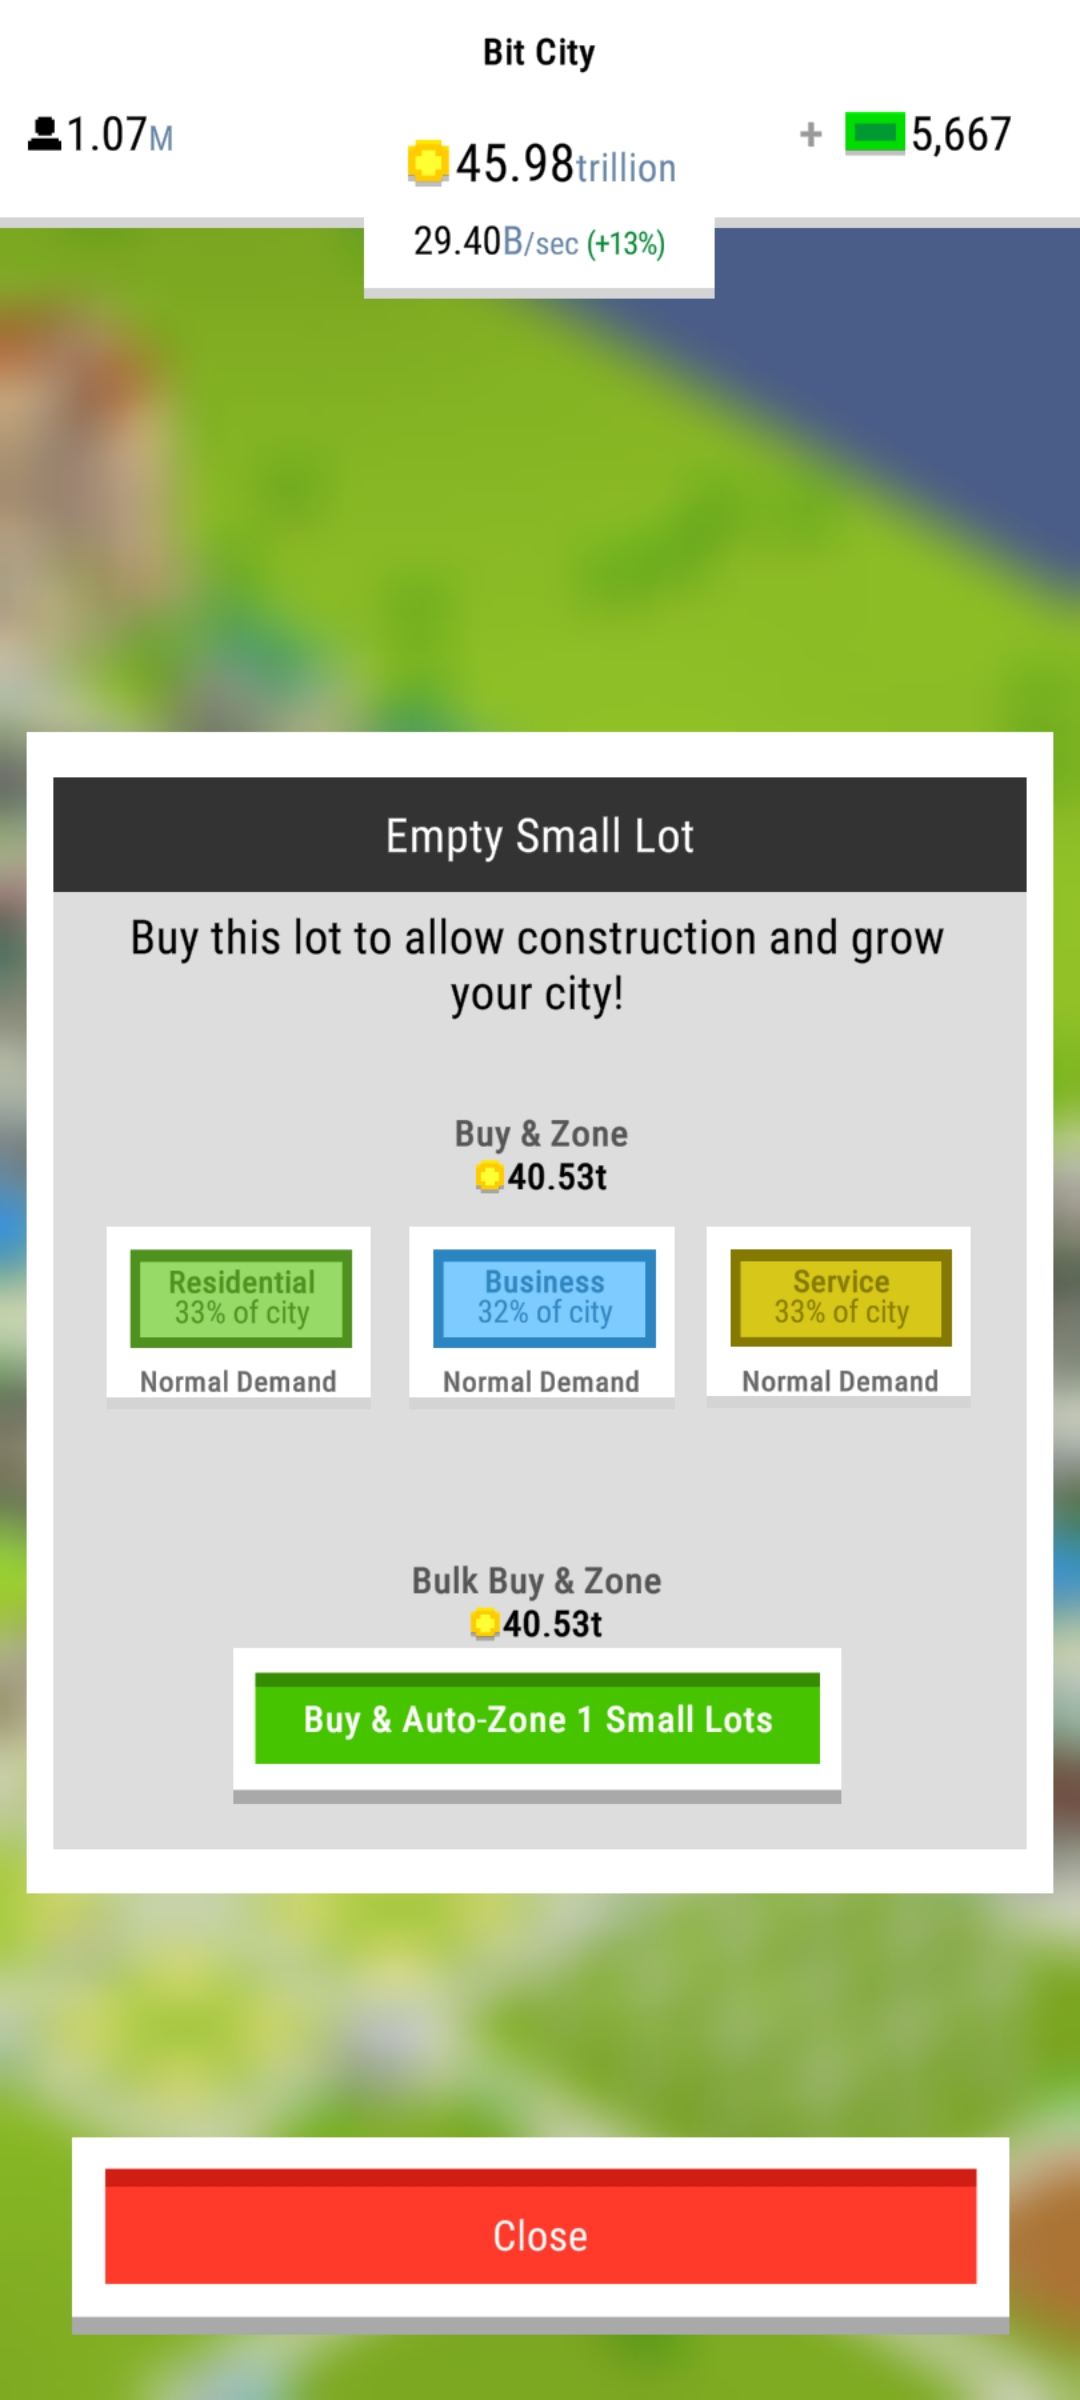 Bit City
1.07M
45.98trillion
+ 5,667
29.40B/sec (+13%)
Empty Small Lot
Buy this lot to allow construction and grow
your city!
Buy & Zone
40.53t
Residential
33% of city
Normal Demand
Business
32% of city
Normal Demand
Service
33% of city
Normal Demand
Bulk Buy & Zone
40.53t
Buy & Auto-Zone 1 Small Lots
Close